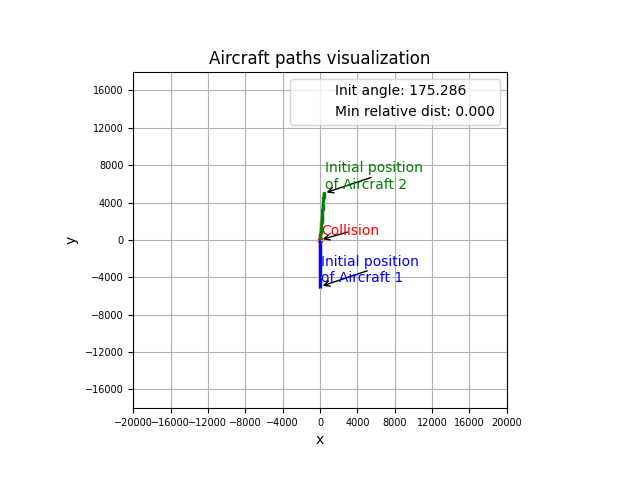 Aircraft paths visualization
Init angle: 175.286
Min relative dist: 0.000
16000
12000
8000
4000
0
−4000
−8000
−12000
−16000
y
Initial position
of Aircraft 2
Collision
Initial position
of Aircraft 1
−20000−16000−12000−8000 −4000 0 4000 8000 12000 16000 20000
x